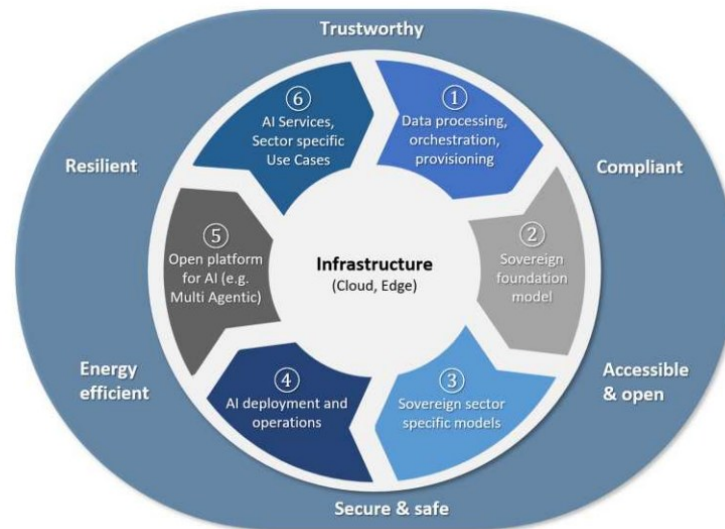 Trustworthy
Resilient
Compliant
Energy
efficient
Accessible
& open
Secure & safe
①
Data processing,
orchestration,
provisioning
②
Sovereign
foundation
model
③
Sovereign sector
specific models
④
AI deployment and
operations
⑤
Open platform
for AI (e.g.
Multi Agentic)
⑥
AI Services,
Sector specific
Use Cases
Infrastructure
(Cloud, Edge)